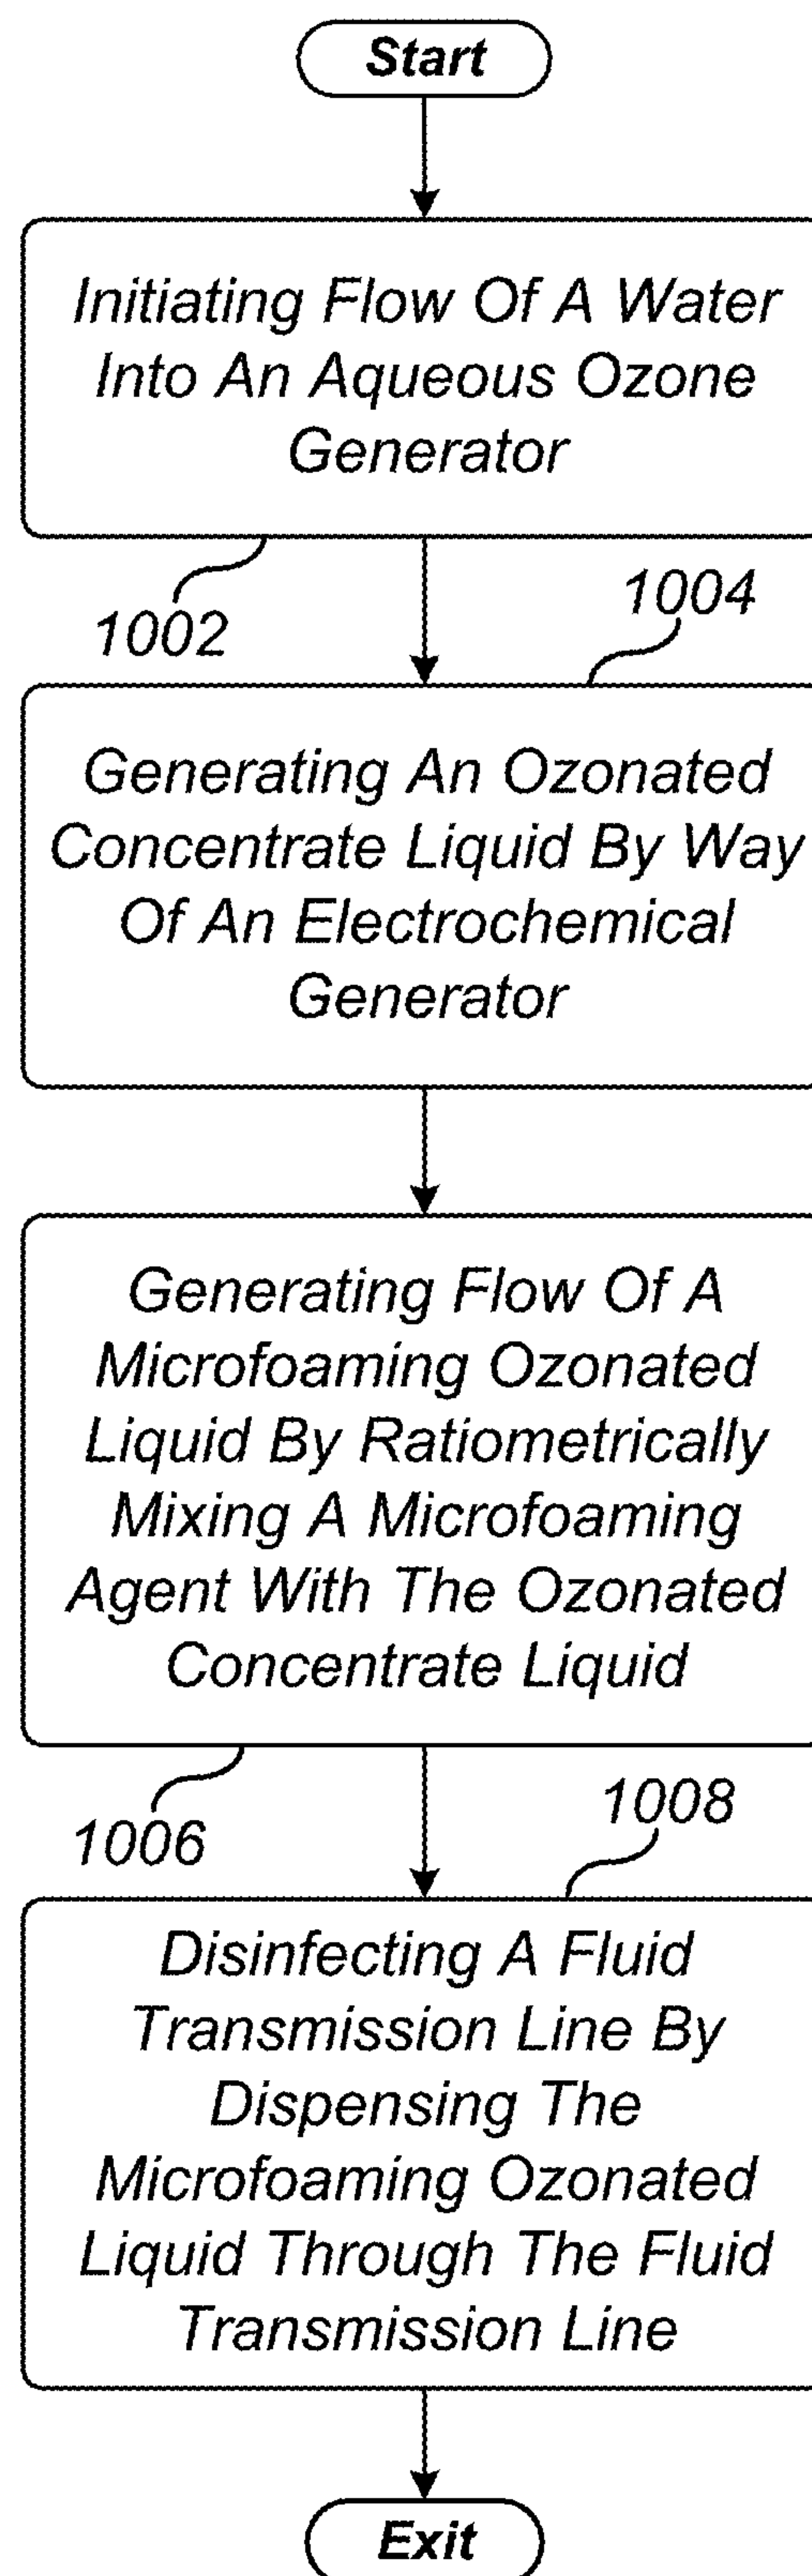 Start
Initiating Flow Of A Water
Into An Aqueous Ozone
Generator
1002
1004
Generating An Ozonated
Concentrate Liquid By Way
Of An Electrochemical
Generator
Generating Flow Of A
Microfoaming Ozonated
Liquid By Ratiometrically
Mixing A Microfoaming
Agent With The Ozonated
Concentrate Liquid
1006
1008
Disinfecting A Fluid
Transmission Line By
Dispensing The
Microfoaming Ozonated
Liquid Through The Fluid
Transmission Line
Exit